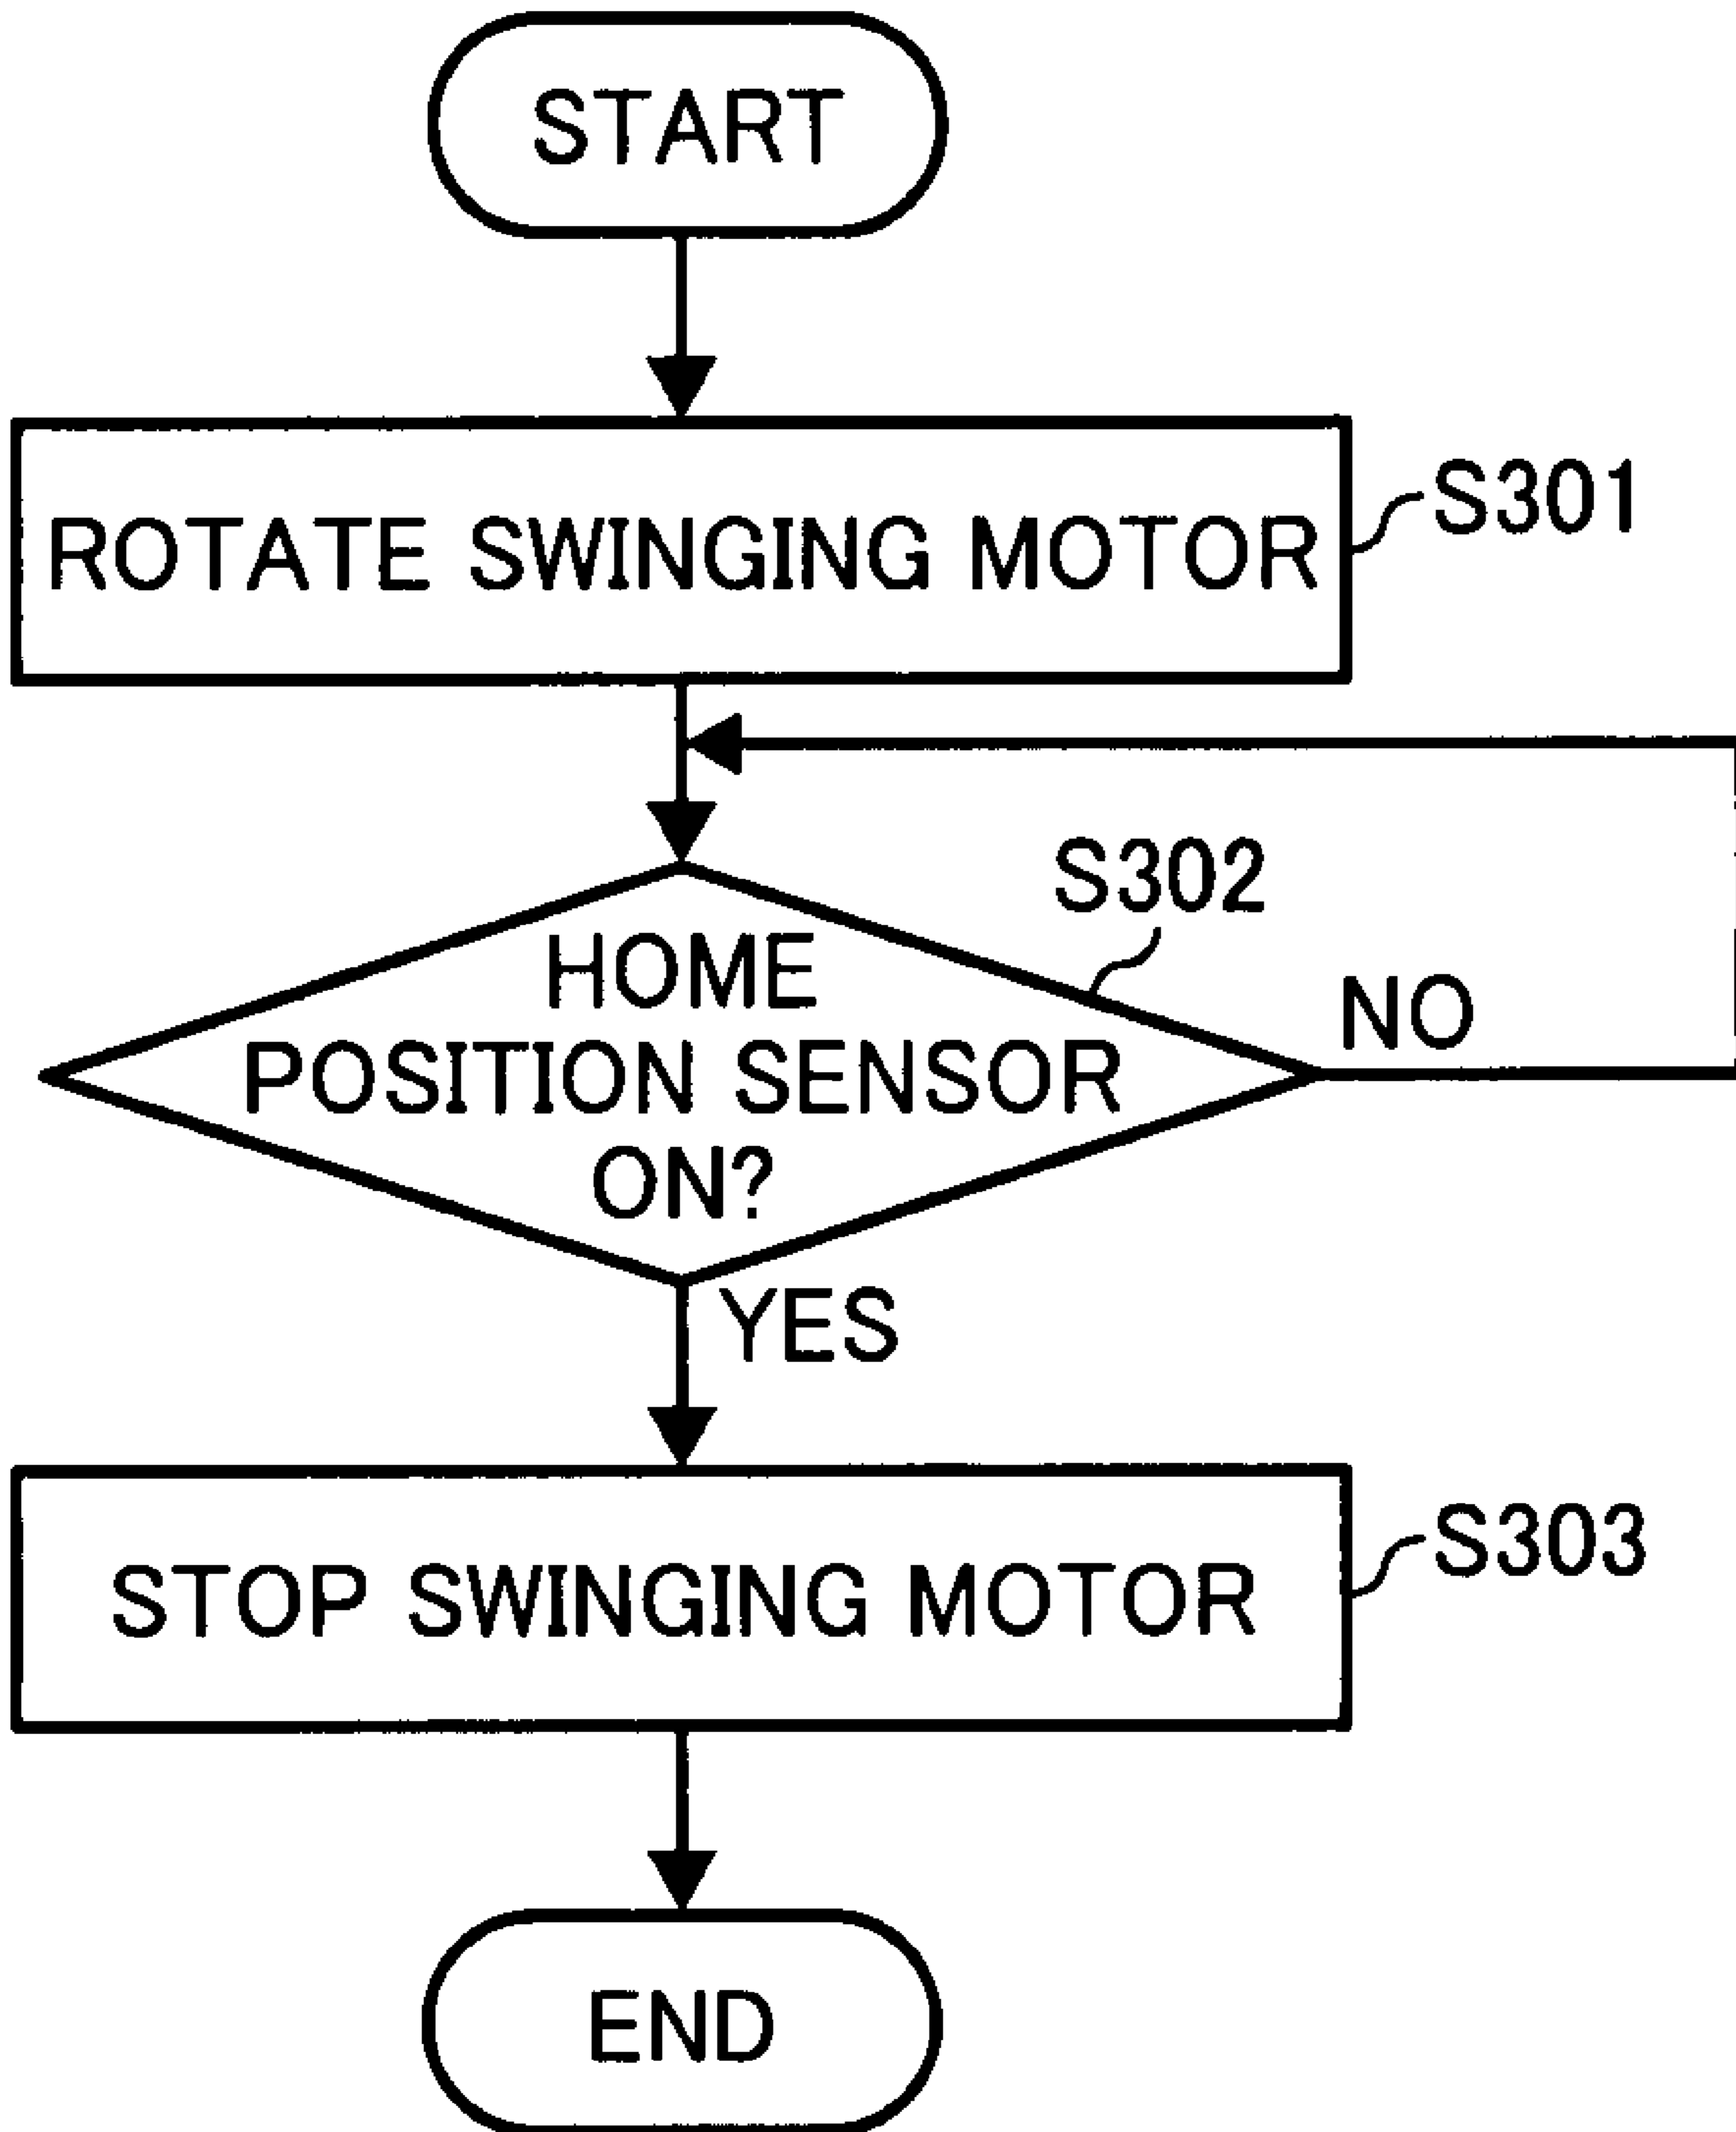 START
ROTATE SWINGING MOTOR
S301
S302
HOME
POSITION SENSOR
ON?
NO
YES
STOP SWINGING MOTOR
S303
END